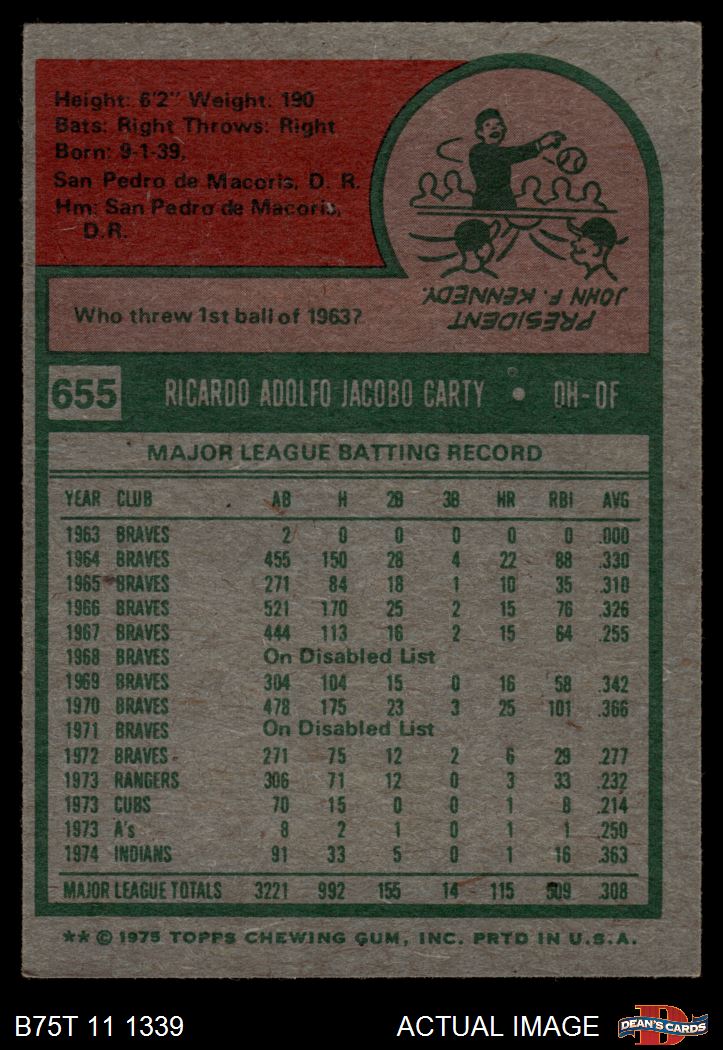 Height: 6'2" Weight: 190
Bats: Right Throws: Right
Born: 9-1-39,
San Pedro de Macoris, D. R.
Hm: San Pedro de Macoris,
D.R.
Who threw 1st ball of 1963?
PRESIDENT
JOHN F. KENNEDY.
655 RICARDO ADOLFO JACOBO CARTY • DH-OF
MAJOR LEAGUE BATTING RECORD
YEAR CLUB AB H 2B 3B HR RBI AVG
1963 BRAVES 2 0 0 0 0 0 .000
1964 BRAVES 455 150 28 4 22 88 .330
1965 BRAVES 271 84 18 1 10 35 .310
1966 BRAVES 521 170 25 2 15 76 .326
1967 BRAVES 444 113 16 2 15 64 .255
1968 BRAVES On Disabled List
1969 BRAVES 304 104 15 0 16 58 .342
1970 BRAVES 478 175 23 3 25 101 .366
1971 BRAVES On Disabled List
1972 BRAVES 271 75 12 2 6 29 .277
1973 RANGERS 306 71 12 0 3 33 .232
1973 CUBS 70 15 0 0 1 8 .214
1973 A's 8 2 1 0 1 1 .250
1974 INDIANS 91 33 5 0 1 16 .363
MAJOR LEAGUE TOTALS 3221 992 155 14 115 509 .308
** © 1975 TOPPS CHEWING GUM, INC. PRTD IN U.S.A.
B75T 11 1339 ACTUAL IMAGE D DEAN'S CARDS